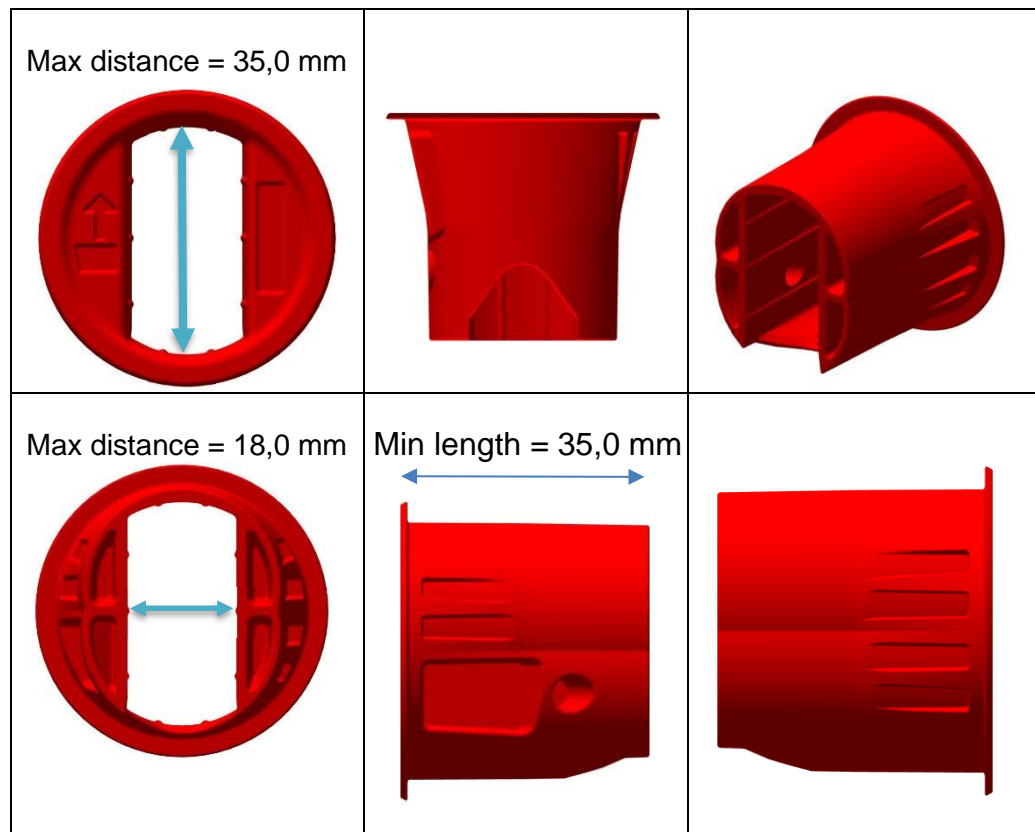 Max distance = 35,0 mm
Max distance = 18,0 mm
Min length = 35,0 mm